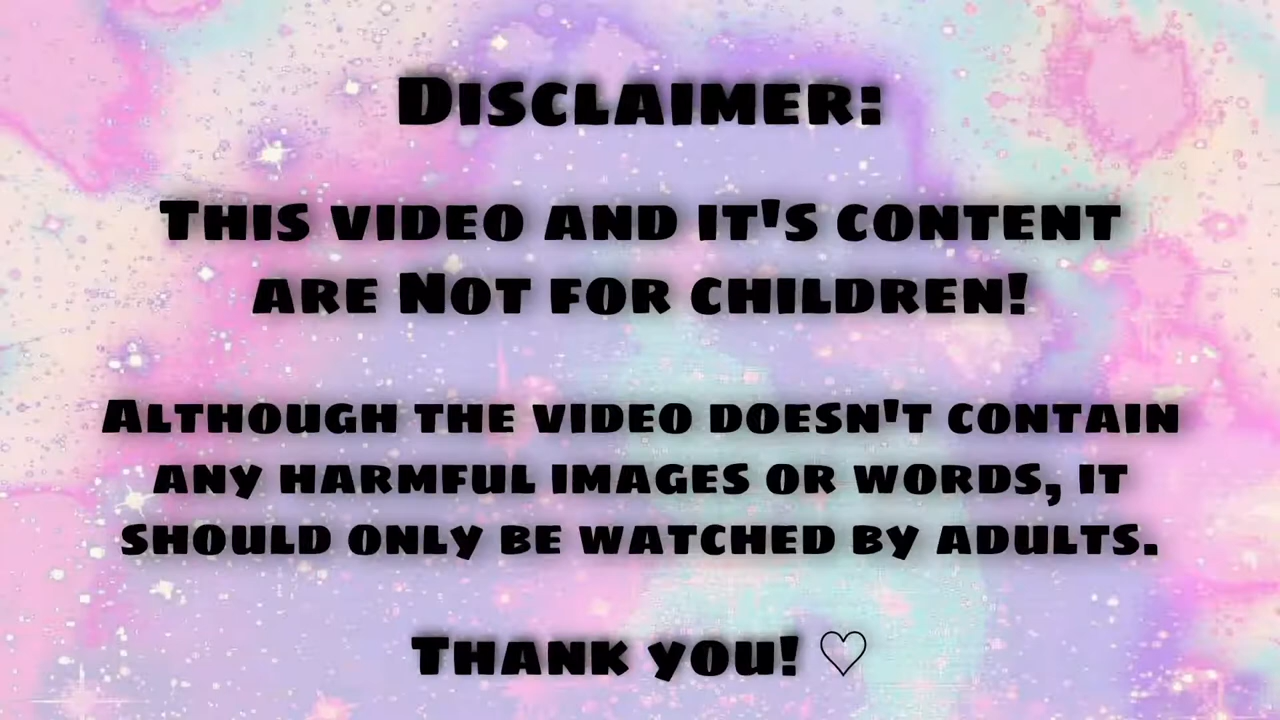 Disclaimer:
This video and it's content
are Not for children!
Although the video doesn't contain
any harmful images or words, it
should only be watched by adults.
Thank you! ♡